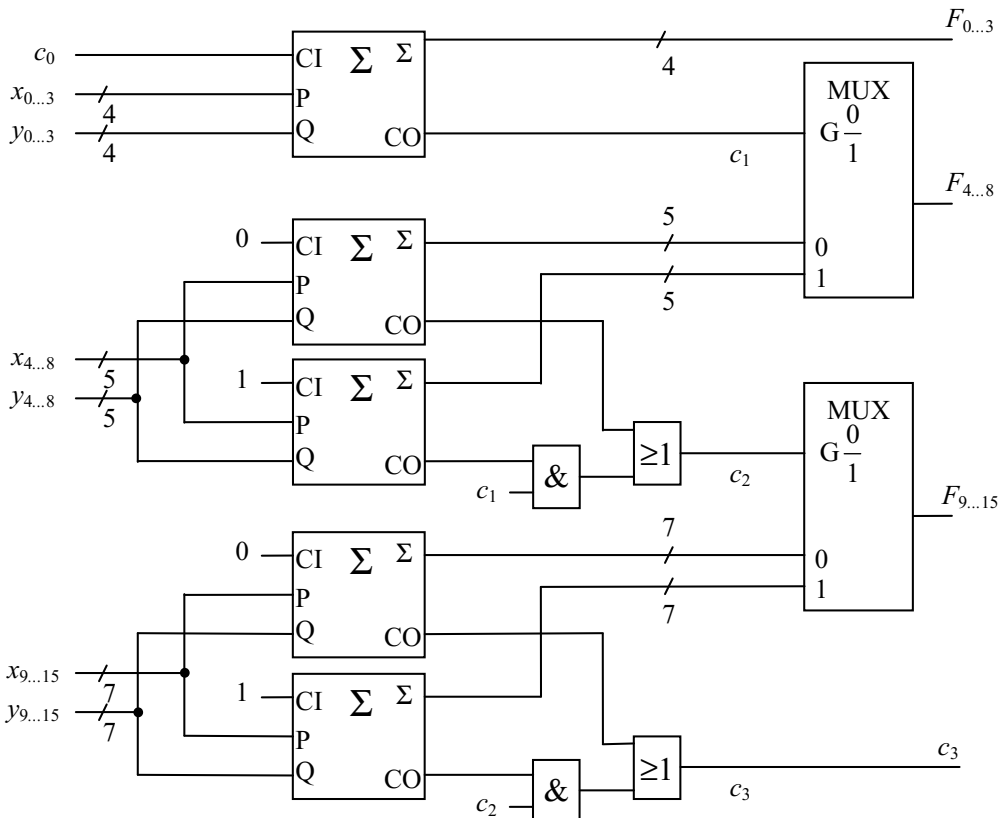 F0...3
c0
CI Σ Σ
4
MUX
x0...3
4
P
G 0/1
y0...3
4
Q
CO
c1
F4...8
5
0
CI Σ Σ
0
P
5
1
Q
CO
x4...8
5
1
CI Σ Σ
y4...8
5
P
MUX
≥1
G 0/1
Q
CO
&
c1
c2
F9...15
7
0
CI Σ Σ
0
P
7
1
Q
CO
x9...15
7
1
CI Σ Σ
y9...15
7
P
c3
≥1
Q
CO
&
c2
c3